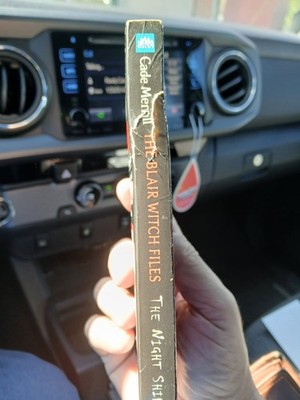 Cade Merrill
THE BLAIR WITCH FILES
THE NIGHT SHI